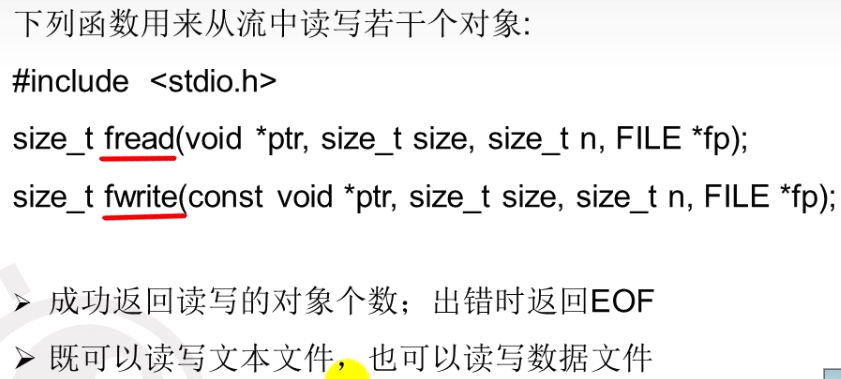 下列函数用来从流中读写若干个对象:
#include <stdio.h>
size_t fread(void *ptr, size_t size, size_t n, FILE *fp);
size_t fwrite(const void *ptr, size_t size, size_t n, FILE *fp);
➢ 成功返回读写的对象个数；出错时返回EOF
➢ 既可以读写文本文件，也可以读写数据文件